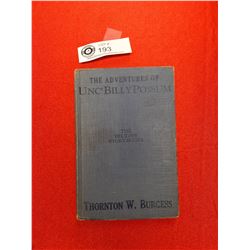 193
THE ADVENTURES OF
UNC' BILLY POSSUM
THE
BEDTIME
STORY-BOOKS
THORNTON W. BURGESS